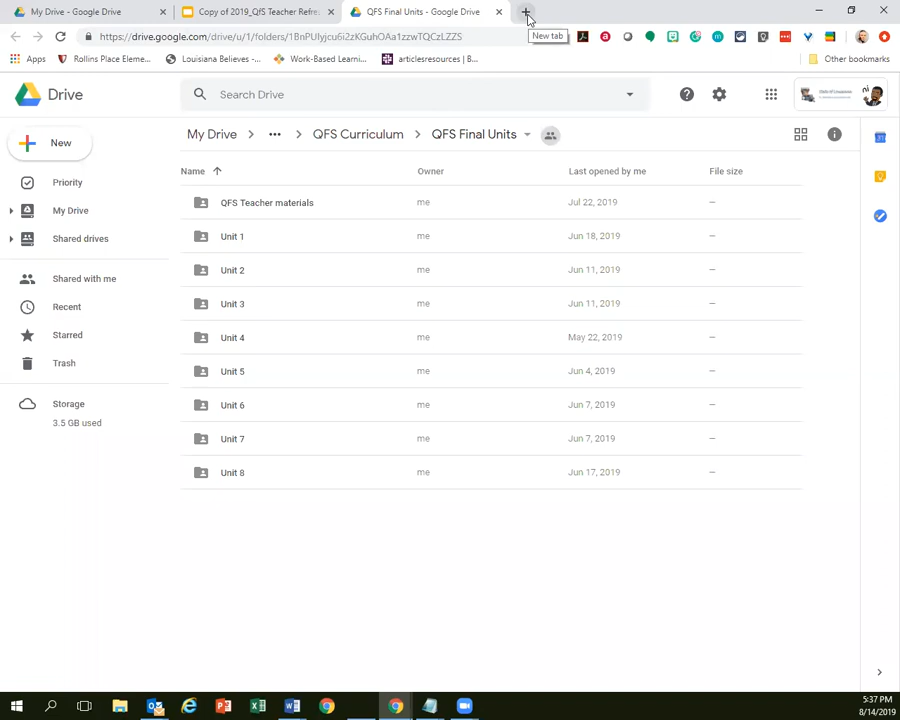 My Drive - Google Drive
Copy of 2019_QfS Teacher Refres
QFS Final Units - Google Drive
New tab
https://drive.google.com/drive/u/1/folders/1BnPUlyjcu6i2zKGuhOAa1zzwTQCzLZZS
Apps
Rollins Place Eleme...
Louisiana Believes -...
Work-Based Learni...
articlesresources | B...
Other bookmarks
Drive
Search Drive
New
My Drive > ... > QFS Curriculum > QFS Final Units
Name
Owner
Last opened by me
File size
Priority
My Drive
Shared drives
Shared with me
Recent
Starred
Trash
Storage
3.5 GB used
QFS Teacher materials me Jul 22, 2019 —
Unit 1 me Jun 18, 2019 —
Unit 2 me Jun 11, 2019 —
Unit 3 me Jun 11, 2019 —
Unit 4 me May 22, 2019 —
Unit 5 me Jun 4, 2019 —
Unit 6 me Jun 7, 2019 —
Unit 7 me Jun 7, 2019 —
Unit 8 me Jun 17, 2019 —
5:37 PM
8/14/2019